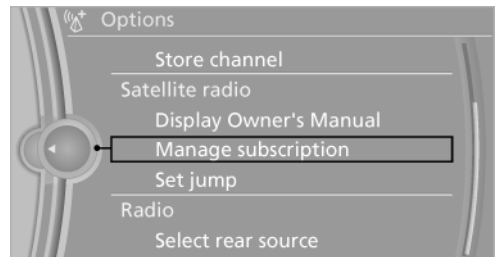 Options
Store channel
Satellite radio
Display Owner's Manual
Manage subscription
Set jump
Radio
Select rear source